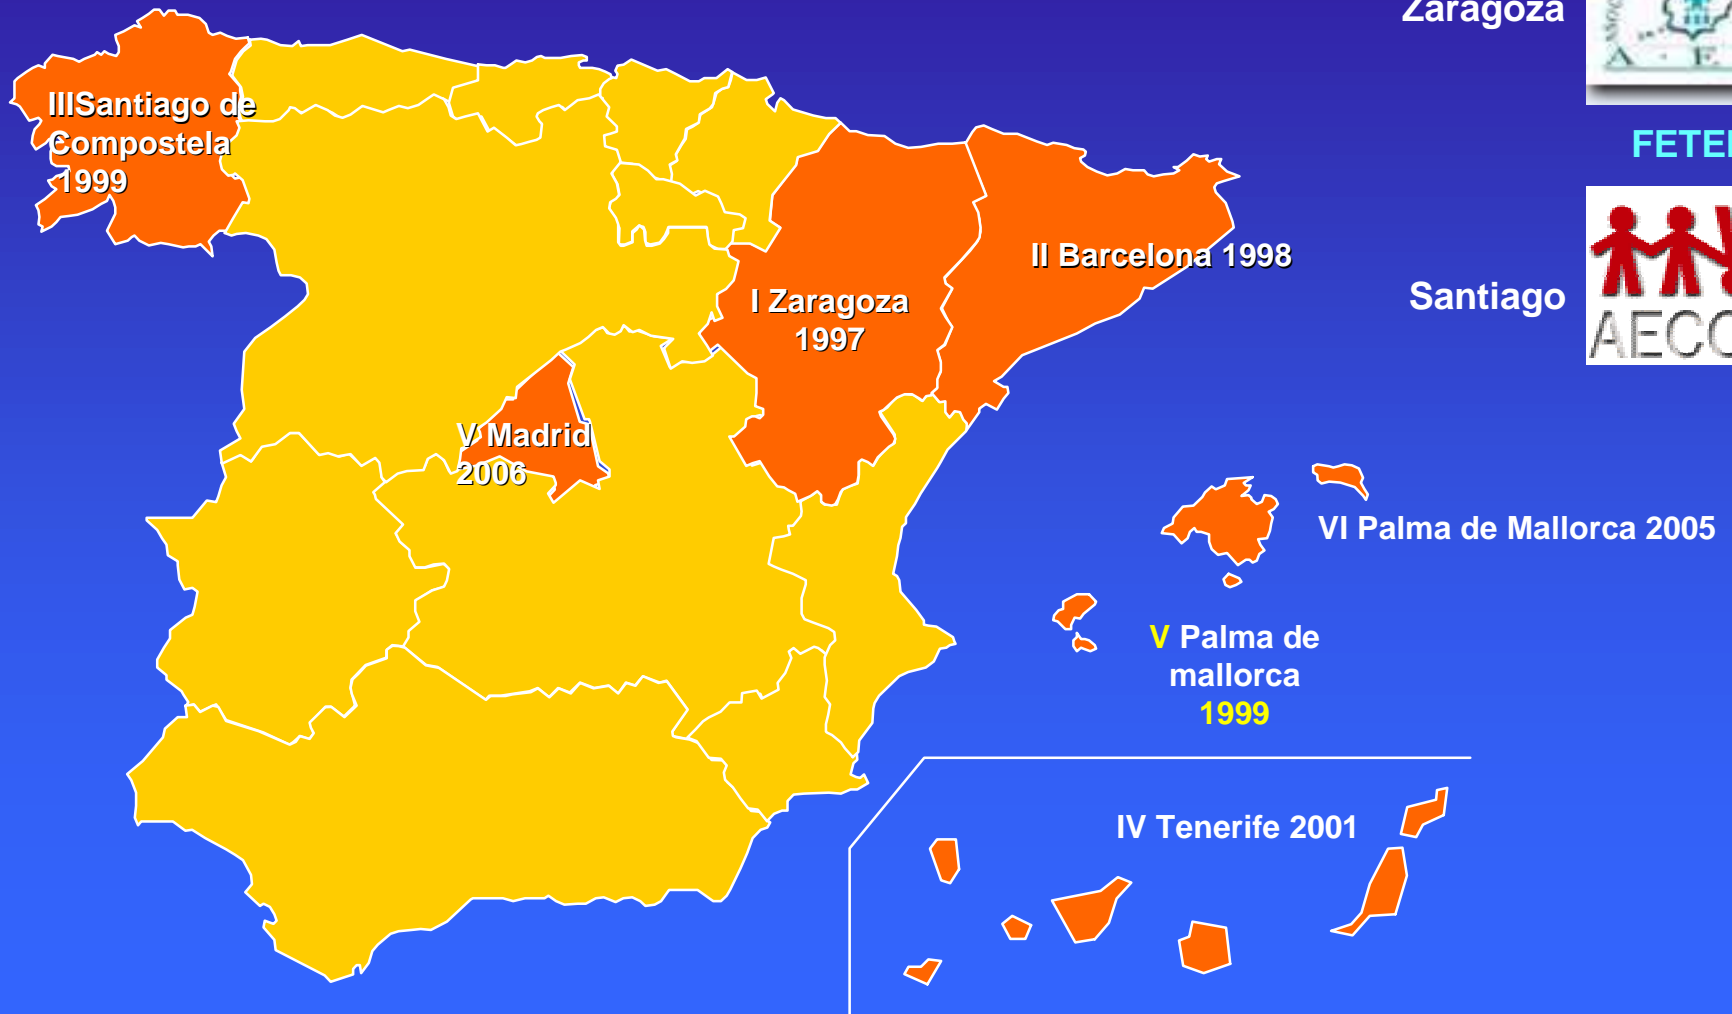 Zaragoza
IIISantiago de
Compostela
1999
FETE
II Barcelona 1998
I Zaragoza
1997
Santiago
AECC
V Madrid
2006
VI Palma de Mallorca 2005
V Palma de
mallorca
1999
IV Tenerife 2001